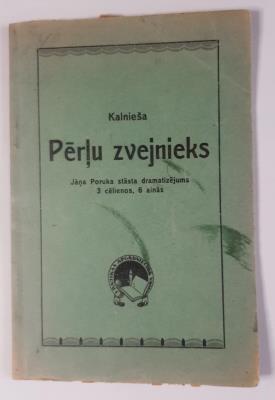 Kalnieša
Pērļu zvejnieks
Jāņa Poruka stāsta dramatizējums
3 cēlienos, 6 ainās